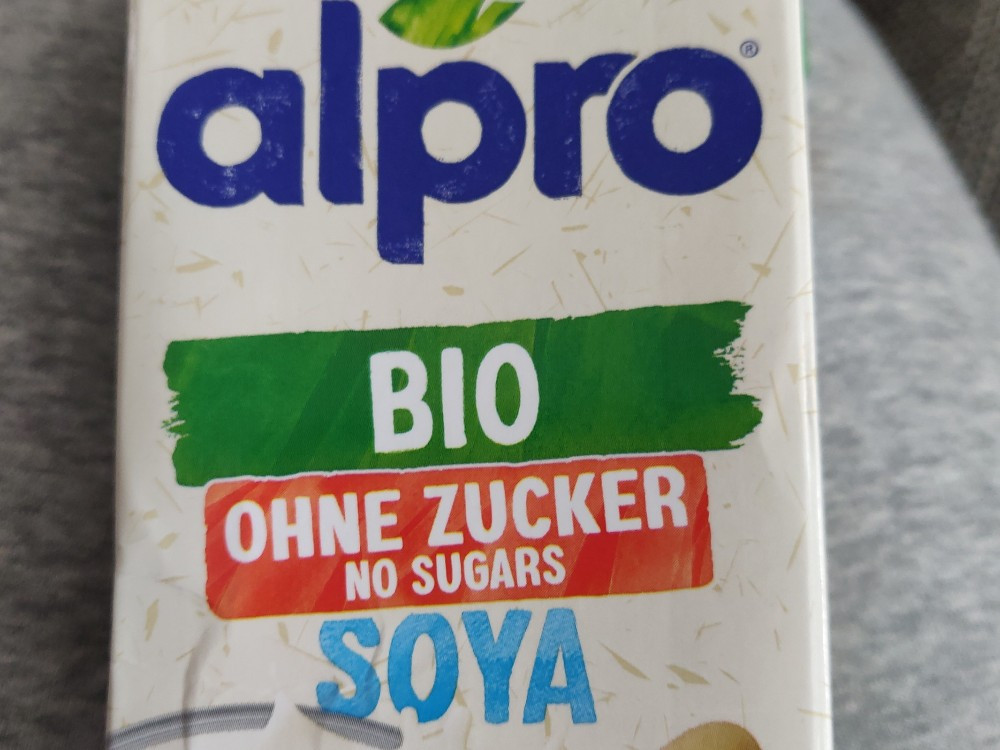 alpro®
BIO
OHNE ZUCKER
NO SUGARS
SOYA